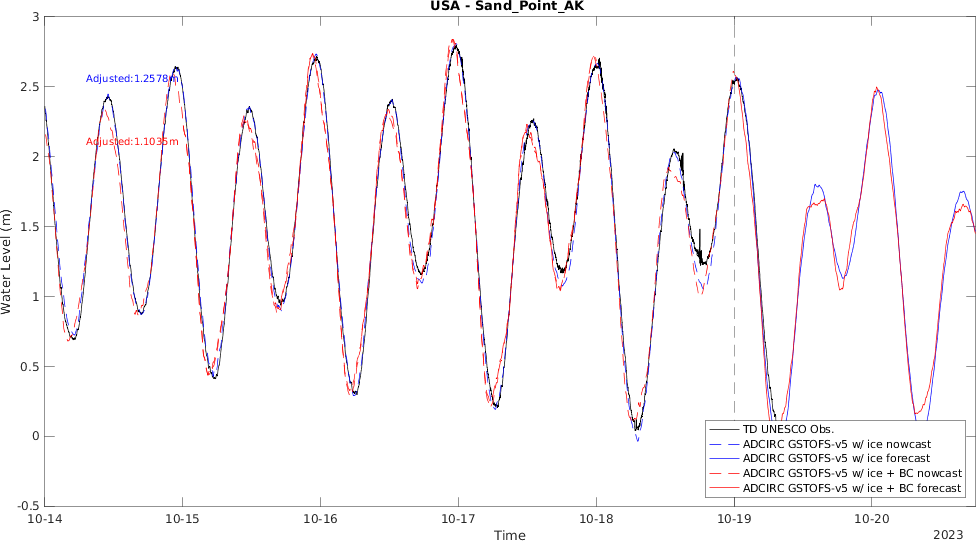 USA - Sand_Point_AK
3
2.5
2
1.5
1
0.5
0
-0.5
Water Level (m)
Adjusted:1.2578m
Adjusted:1.1035m
TD UNESCO Obs.
ADCIRC GSTOFS-v5 w/ ice nowcast
ADCIRC GSTOFS-v5 w/ ice forecast
ADCIRC GSTOFS-v5 w/ ice + BC nowcast
ADCIRC GSTOFS-v5 w/ ice + BC forecast
10-14 10-15 10-16 10-17 10-18 10-19 10-20
Time
2023